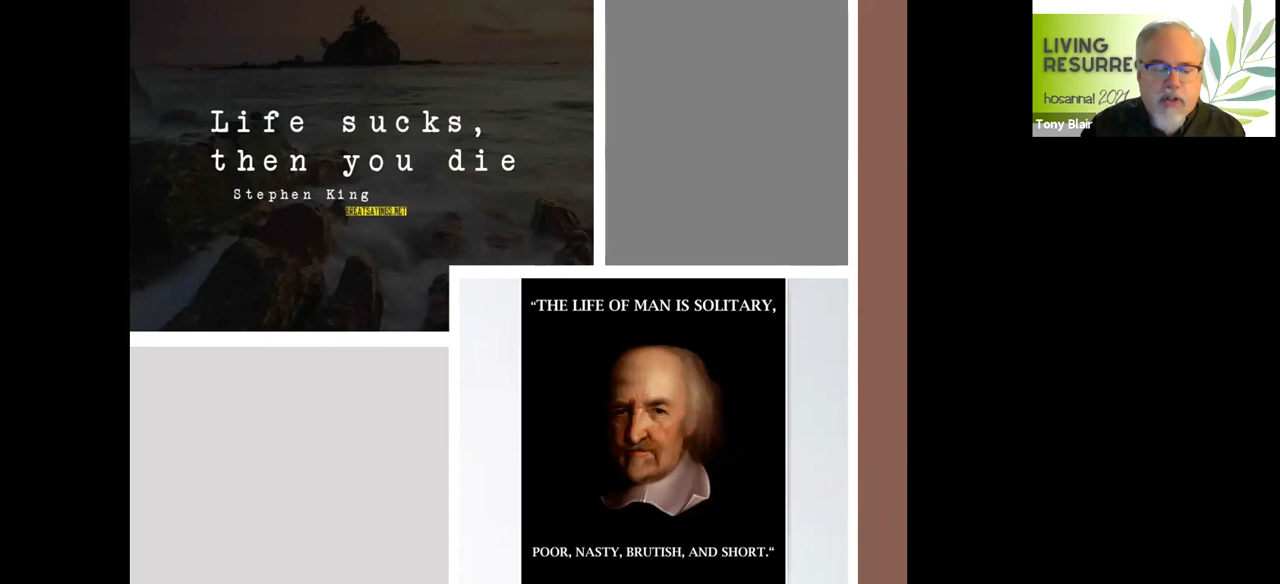 Life sucks,
then you die
Stephen King
GREATSAYINGS.NET
"THE LIFE OF MAN IS SOLITARY,
POOR, NASTY, BRUTISH, AND SHORT."
LIVING
RESURRE
hosanna! 2021
Tony Blair